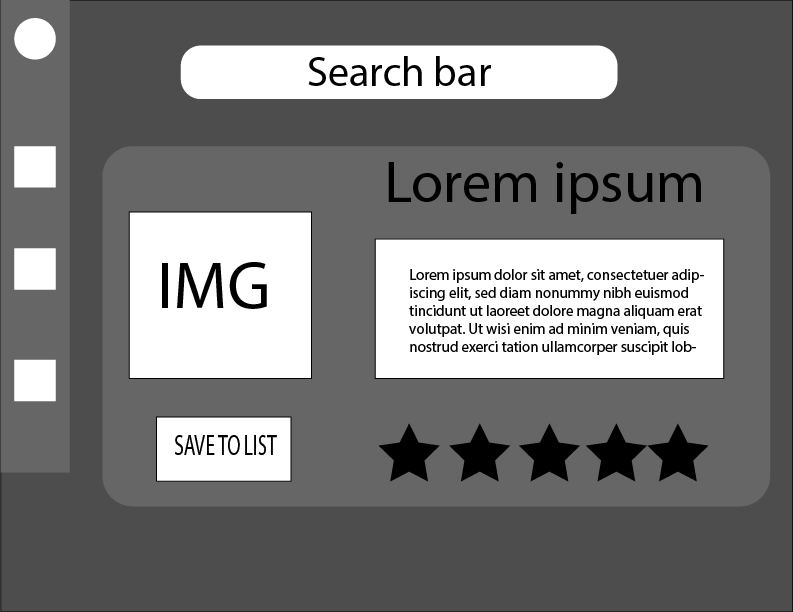 Search bar
Lorem ipsum
IMG
Lorem ipsum dolor sit amet, consectetuer adip-
iscing elit, sed diam nonummy nibh euismod
tincidunt ut laoreet dolore magna aliquam erat
volutpat. Ut wisi enim ad minim veniam, quis
nostrud exerci tation ullamcorper suscipit lob-
SAVE TO LIST